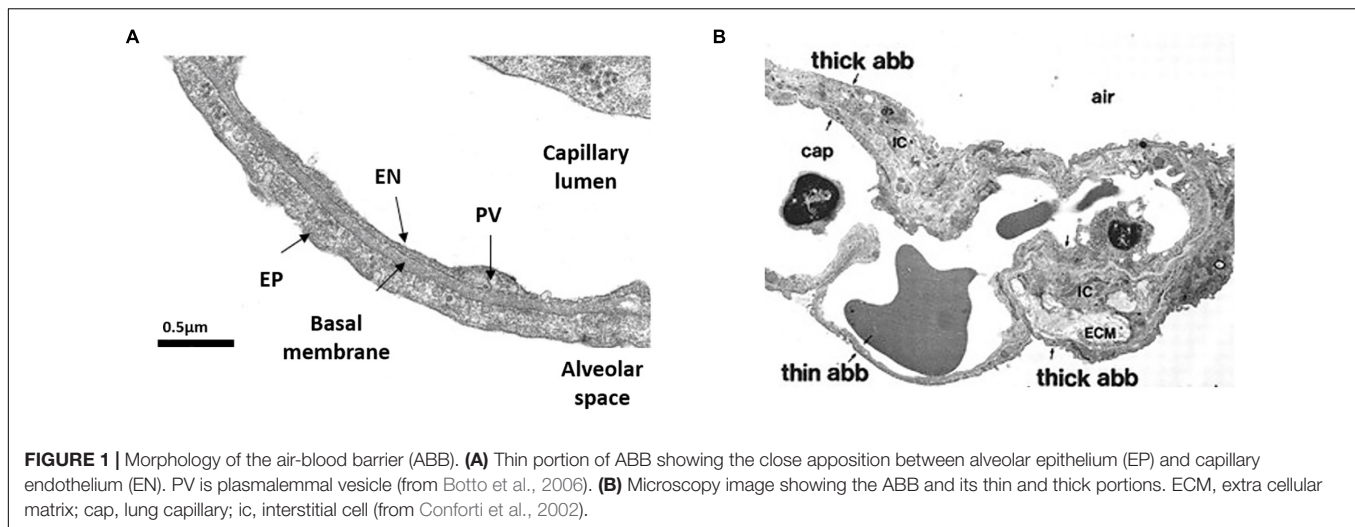 A
B
thick abb
air
IC
cap
Capillary
lumen
EN
PV
EP
0.5µm
Basal
membrane
Alveolar
space
IC
ECM
thin abb
thick abb
FIGURE 1 | Morphology of the air-blood barrier (ABB). (A) Thin portion of ABB showing the close apposition between alveolar epithelium (EP) and capillary
endothelium (EN). PV is plasmalemmal vesicle (from Botto et al., 2006). (B) Microscopy image showing the ABB and its thin and thick portions. ECM, extra cellular
matrix; cap, lung capillary; ic, interstitial cell (from Conforti et al., 2002).